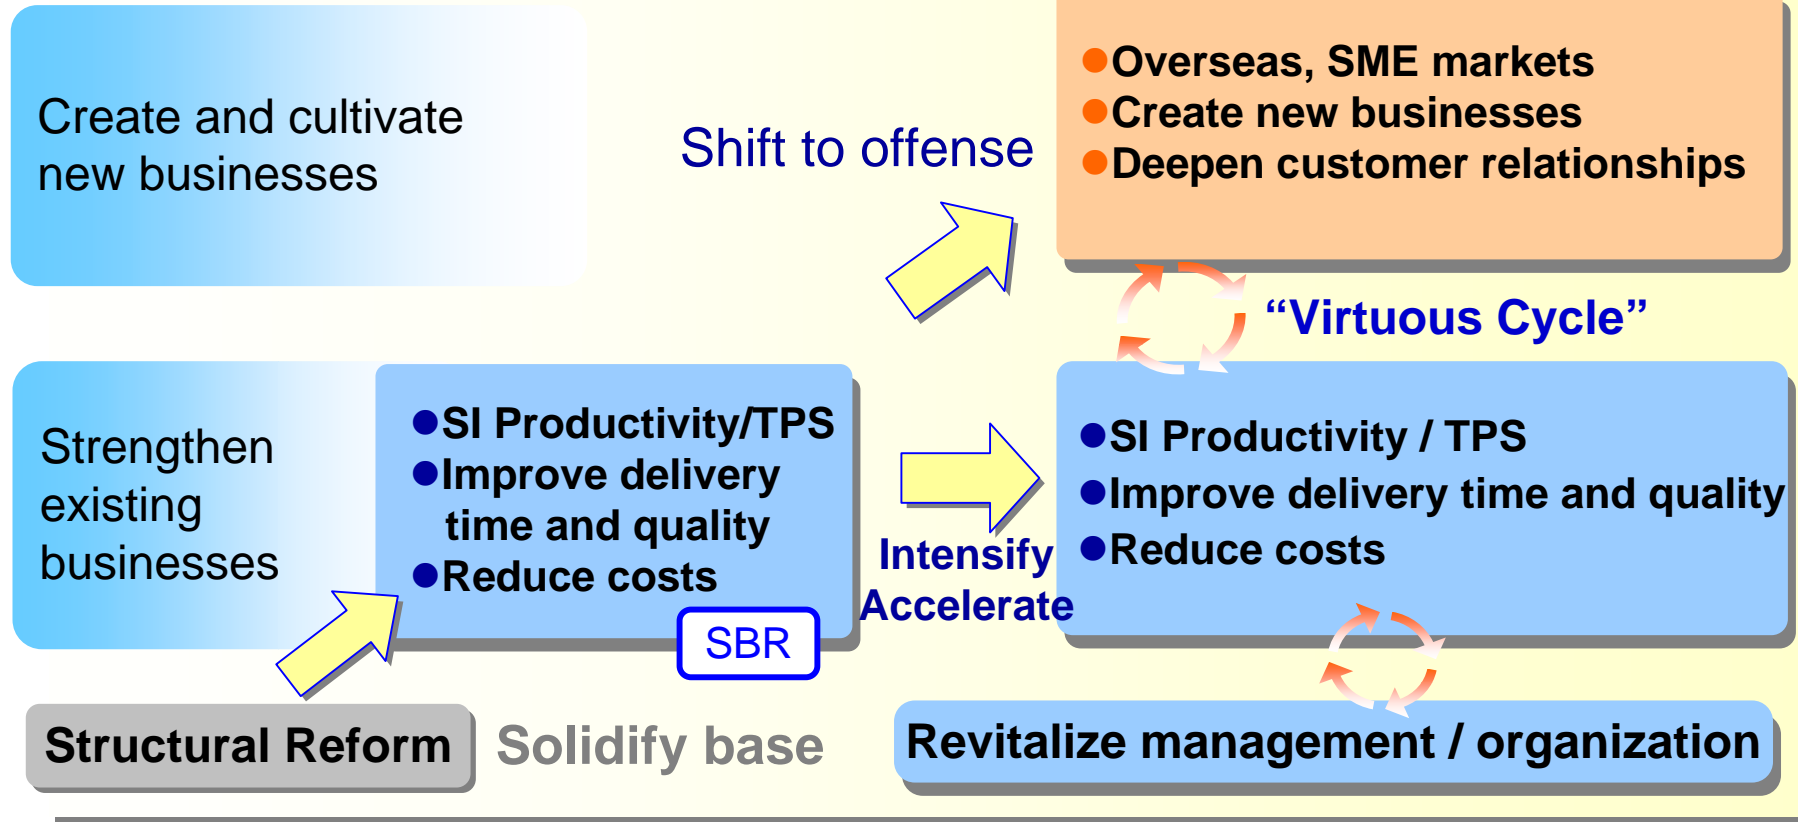 Create and cultivate
new businesses
Shift to offense
●Overseas, SME markets
●Create new businesses
●Deepen customer relationships
“Virtuous Cycle”
Strengthen
existing
businesses
●SI Productivity/TPS
●Improve delivery
time and quality
●Reduce costs
SBR
Intensify
Accelerate
●SI Productivity / TPS
●Improve delivery time and quality
●Reduce costs
Structural Reform
Solidify base
Revitalize management / organization